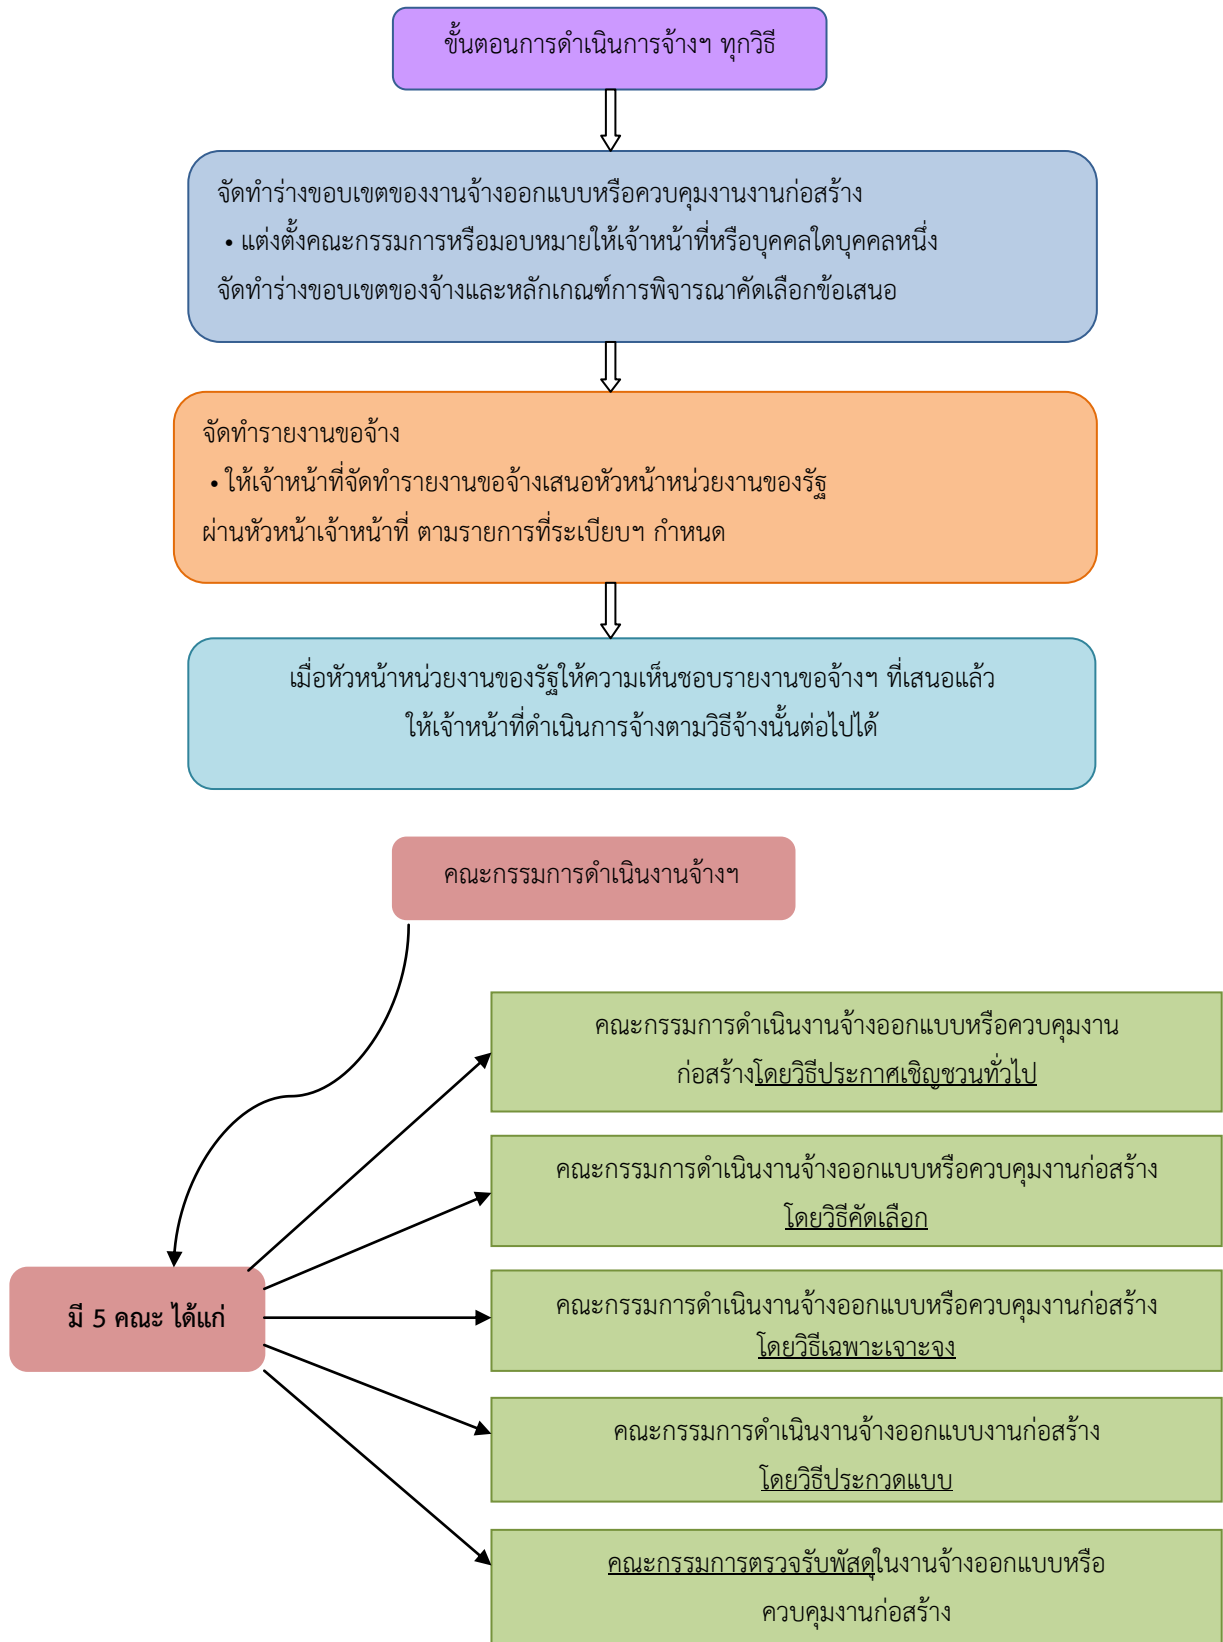 ขั้นตอนการดำเนินการจ้างฯ ทุกวิธี
จัดทำร่างขอบเขตของงานจ้างออกแบบหรือควบคุมงานงานก่อสร้าง
• แต่งตั้งคณะกรรมการหรือมอบหมายให้เจ้าหน้าที่หรือบุคคลใดบุคคลหนึ่ง
จัดทำร่างขอบเขตของจ้างและหลักเกณฑ์การพิจารณาคัดเลือกข้อเสนอ
จัดทำรายงานขอจ้าง
• ให้เจ้าหน้าที่จัดทำรายงานขอจ้างเสนอหัวหน้าหน่วยงานของรัฐ
ผ่านหัวหน้าเจ้าหน้าที่ ตามรายการที่ระเบียบฯ กำหนด
เมื่อหัวหน้าหน่วยงานของรัฐให้ความเห็นชอบรายงานขอจ้างฯ ที่เสนอแล้ว
ให้เจ้าหน้าที่ดำเนินการจ้างตามวิธีจ้างนั้นต่อไปได้
คณะกรรมการดำเนินงานจ้างฯ
มี 5 คณะ ได้แก่
คณะกรรมการดำเนินงานจ้างออกแบบหรือควบคุมงาน
ก่อสร้างโดยวิธีประกาศเชิญชวนทั่วไป
คณะกรรมการดำเนินงานจ้างออกแบบหรือควบคุมงานก่อสร้าง
โดยวิธีคัดเลือก
คณะกรรมการดำเนินงานจ้างออกแบบหรือควบคุมงานก่อสร้าง
โดยวิธีเฉพาะเจาะจง
คณะกรรมการดำเนินงานจ้างออกแบบงานก่อสร้าง
โดยวิธีประกวดแบบ
คณะกรรมการตรวจรับพัสดุในงานจ้างออกแบบหรือ
ควบคุมงานก่อสร้าง